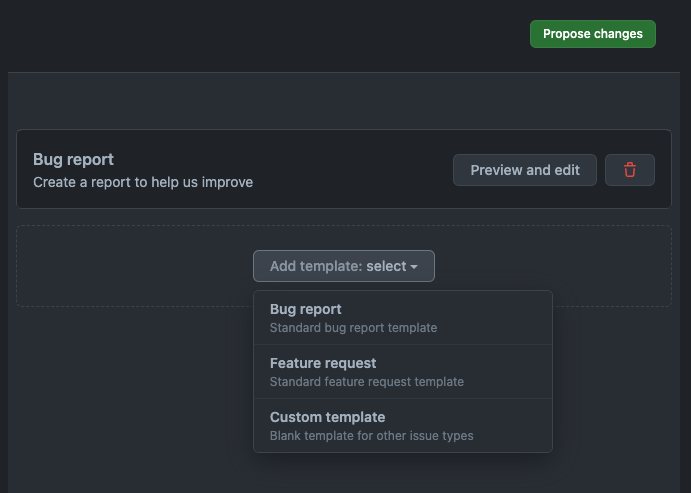 Propose changes
Bug report
Create a report to help us improve
Preview and edit
Add template: select
Bug report
Standard bug report template
Feature request
Standard feature request template
Custom template
Blank template for other issue types